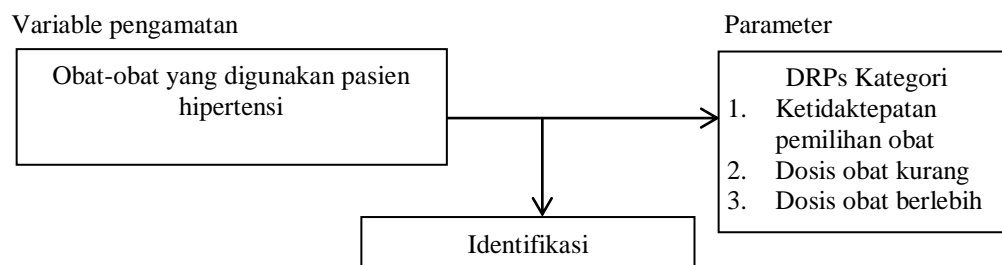 Variable pengamatan
Parameter
Obat-obat yang digunakan pasien
hipertensi
DRPs Kategori
1. Ketidaktepatan
pemilihan obat
2. Dosis obat kurang
3. Dosis obat berlebih
Identifikasi